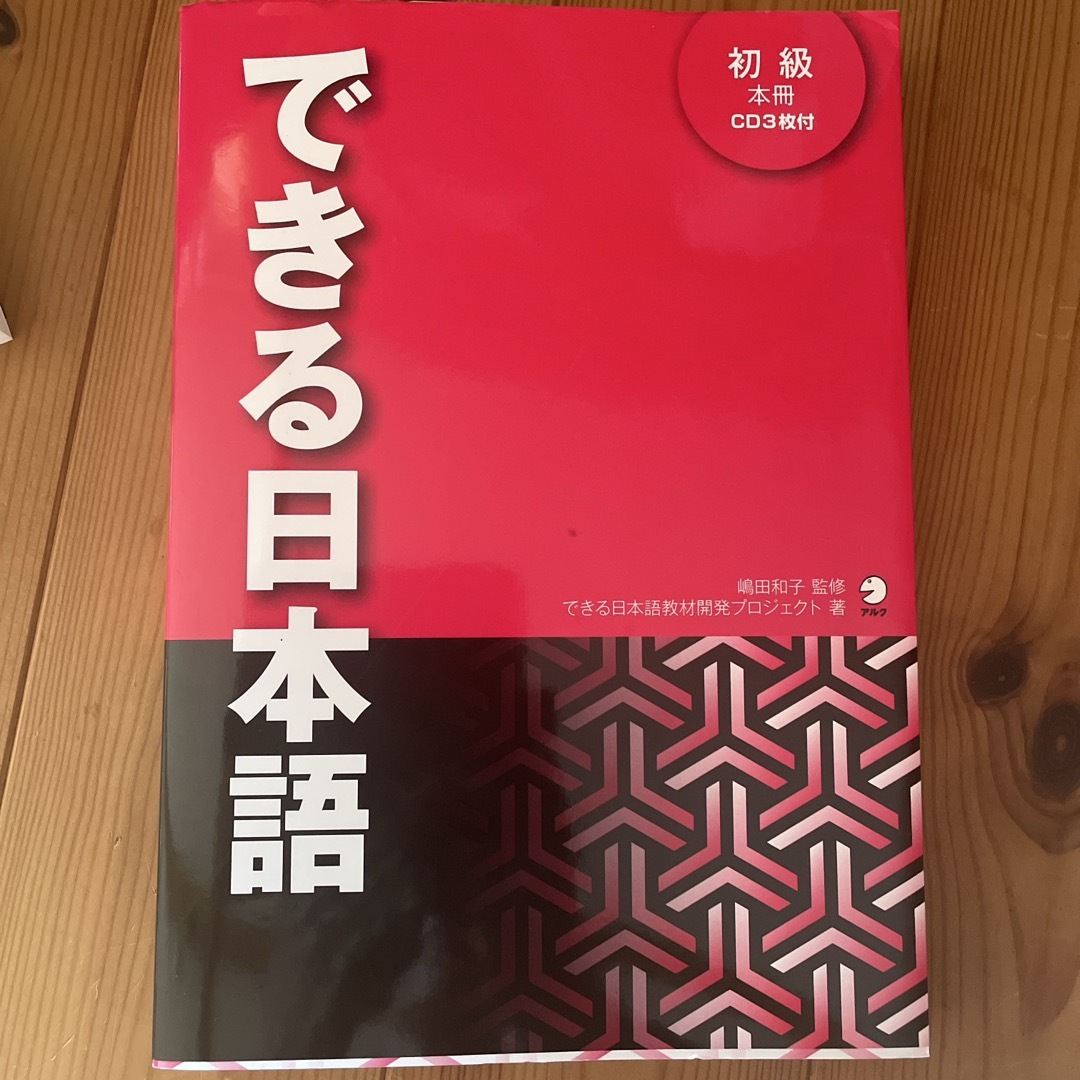 できる日本語
初級
本冊
CD3枚付
嶋田和子 監修
できる日本語教材開発プロジェクト 著
アルク